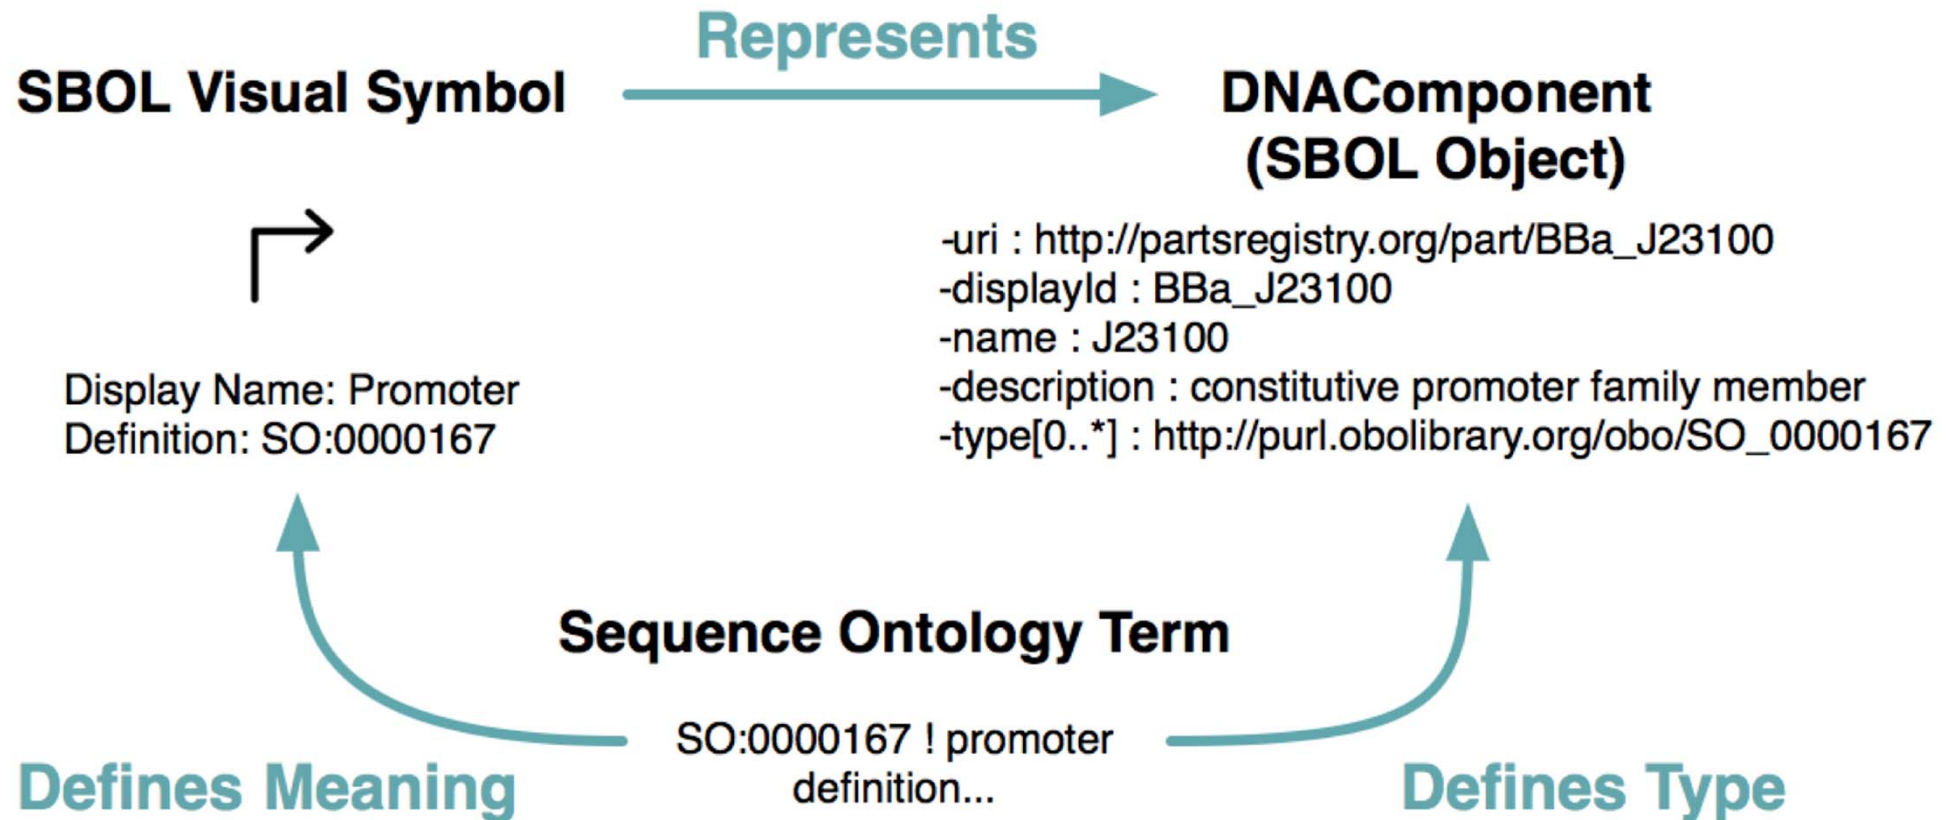 Represents
SBOL Visual Symbol
DNAComponent
(SBOL Object)
-uri : http://partsregistry.org/part/BBa_J23100
-displayId : BBa_J23100
-name : J23100
-description : constitutive promoter family member
-type[0..*] : http://purl.obolibrary.org/obo/SO_0000167
Display Name: Promoter
Definition: SO:0000167
Sequence Ontology Term
SO:0000167 ! promoter
definition...
Defines Meaning
Defines Type